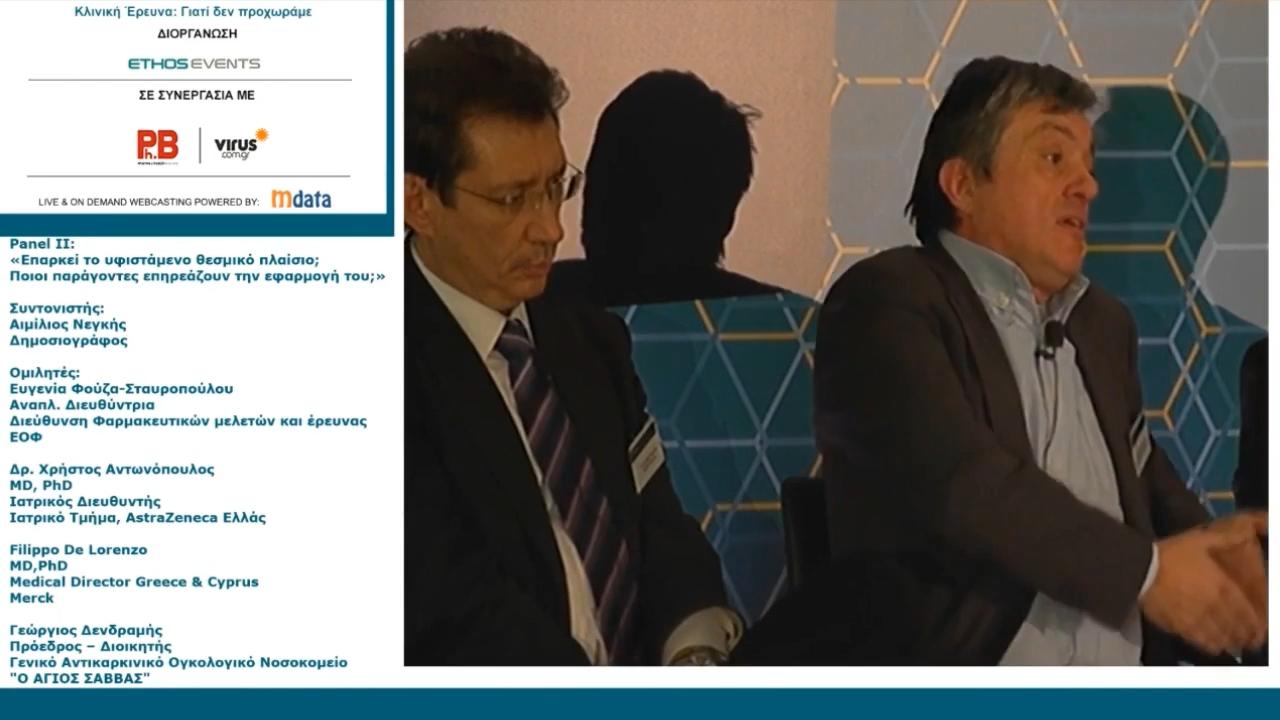 Κλινική Έρευνα: Γιατί δεν προχωράμε
ΔΙΟΡΓΑΝΩΣΗ
ETHOSEVENTS
ΣΕ ΣΥΝΕΡΓΑΣΙΑ ΜΕ
Ph.B
virus
com.gr
LIVE & ON DEMAND WEBCASTING POWERED BY: mdata
Panel II:
«Επαρκεί το υφιστάμενο θεσμικό πλαίσιο;
Ποιοι παράγοντες επηρεάζουν την εφαρμογή του;»
Συντονιστής:
Αιμίλιος Νεγκής
Δημοσιογράφος
Ομιλητές:
Ευγενία Φούζα-Σταυροπούλου
Αναπλ. Διευθύντρια
Διεύθυνση Φαρμακευτικών μελετών και έρευνας
ΕΟΦ
Δρ. Χρήστος Αντωνόπουλος
MD, PhD
Ιατρικός Διευθυντής
Ιατρικό Τμήμα, AstraZeneca Ελλάς
Filippo De Lorenzo
MD,PhD
Medical Director Greece & Cyprus
Merck
Γεώργιος Δενδραμής
Πρόεδρος – Διοικητής
Γενικό Αντικαρκινικό Ογκολογικό Νοσοκομείο
"Ο ΑΓΙΟΣ ΣΑΒΒΑΣ"